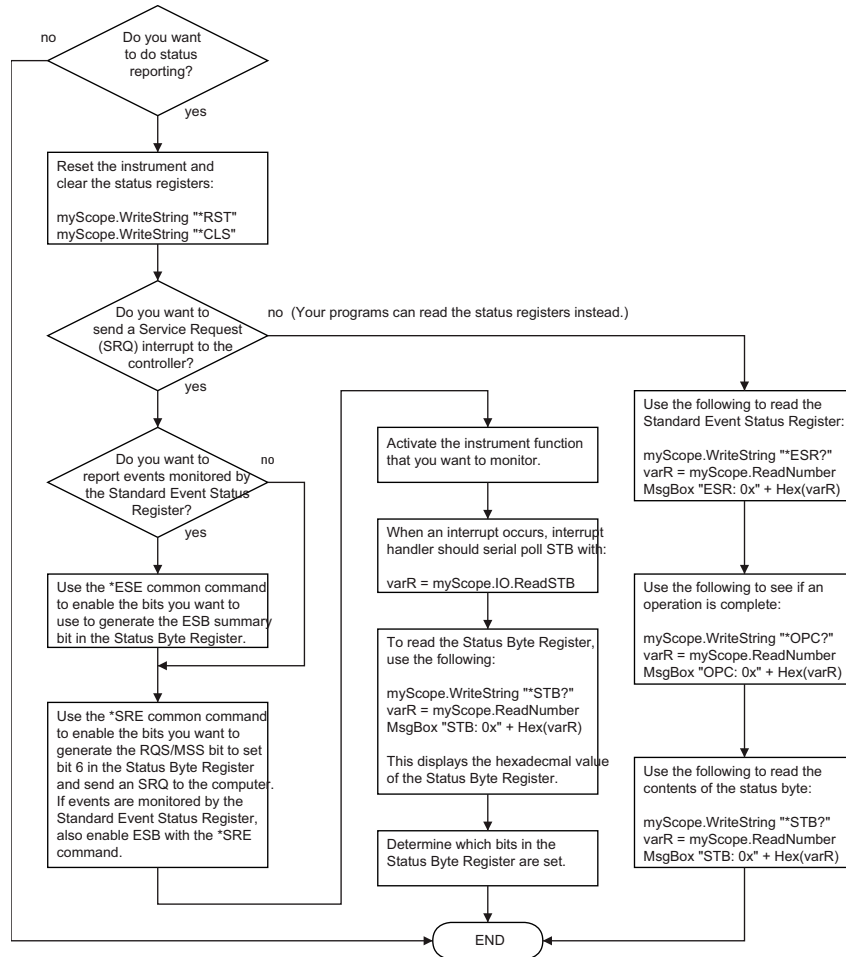 Do you want
to do status
reporting?
no
yes
Reset the instrument and
clear the status registers:
myScope.WriteString "*RST"
myScope.WriteString "*CLS"
Do you want to
send a Service Request
(SRQ) interrupt to the
controller?
no (Your programs can read the status registers instead.)
yes
Do you want to
report events monitored by
the Standard Event Status
Register?
no
yes
Use the *ESE common command
to enable the bits you want to
use to generate the ESB summary
bit in the Status Byte Register.
Use the *SRE common command
to enable the bits you want to
generate the RQS/MSS bit to set
bit 6 in the Status Byte Register
and send an SRQ to the computer.
If events are monitored by the
Standard Event Status Register,
also enable ESB with the *SRE
command.
Activate the instrument function
that you want to monitor.
When an interrupt occurs, interrupt
handler should serial poll STB with:
varR = myScope.IO.ReadSTB
To read the Status Byte Register,
use the following:
myScope.WriteString "*STB?"
varR = myScope.ReadNumber
MsgBox "STB: 0x" + Hex(varR)
This displays the hexadecmal value
of the Status Byte Register.
Determine which bits in the
Status Byte Register are set.
Use the following to read the
Standard Event Status Register:
myScope.WriteString "*ESR?"
varR = myScope.ReadNumber
MsgBox "ESR: 0x" + Hex(varR)
Use the following to see if an
operation is complete:
myScope.WriteString "*OPC?"
varR = myScope.ReadNumber
MsgBox "OPC: 0x" + Hex(varR)
Use the following to read the
contents of the status byte:
myScope.WriteString "*STB?"
varR = myScope.ReadNumber
MsgBox "STB: 0x" + Hex(varR)
END